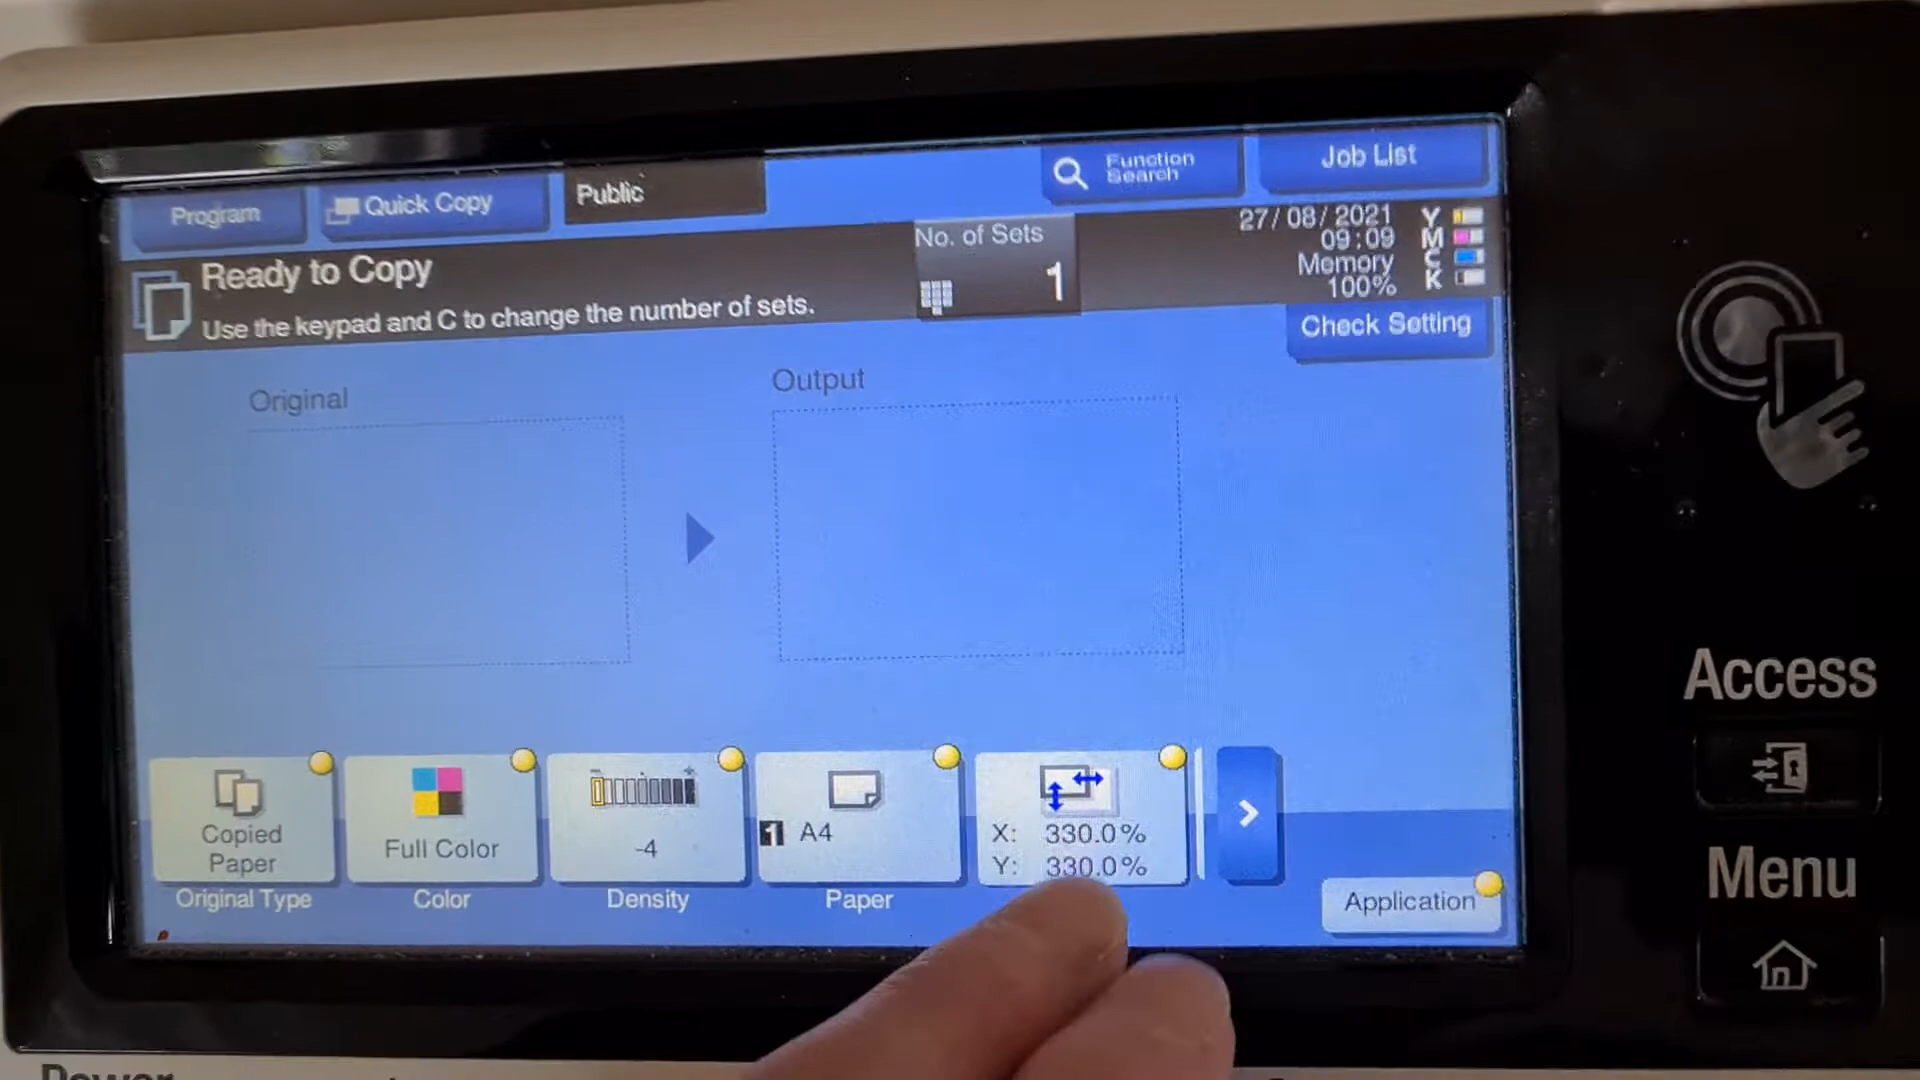 Program
Quick Copy
Public
Function
Search
Job List
Ready to Copy
Use the keypad and C to change the number of sets.
No. of Sets
1
27/08/2021
09:09
Memory
100%
Y
M
C
K
Check Setting
Original
Output
Copied
Paper
Original Type
Full Color
Color
- +
-4
Density
1 A4
Paper
X: 330.0%
Y: 330.0%
Application
Access
Menu